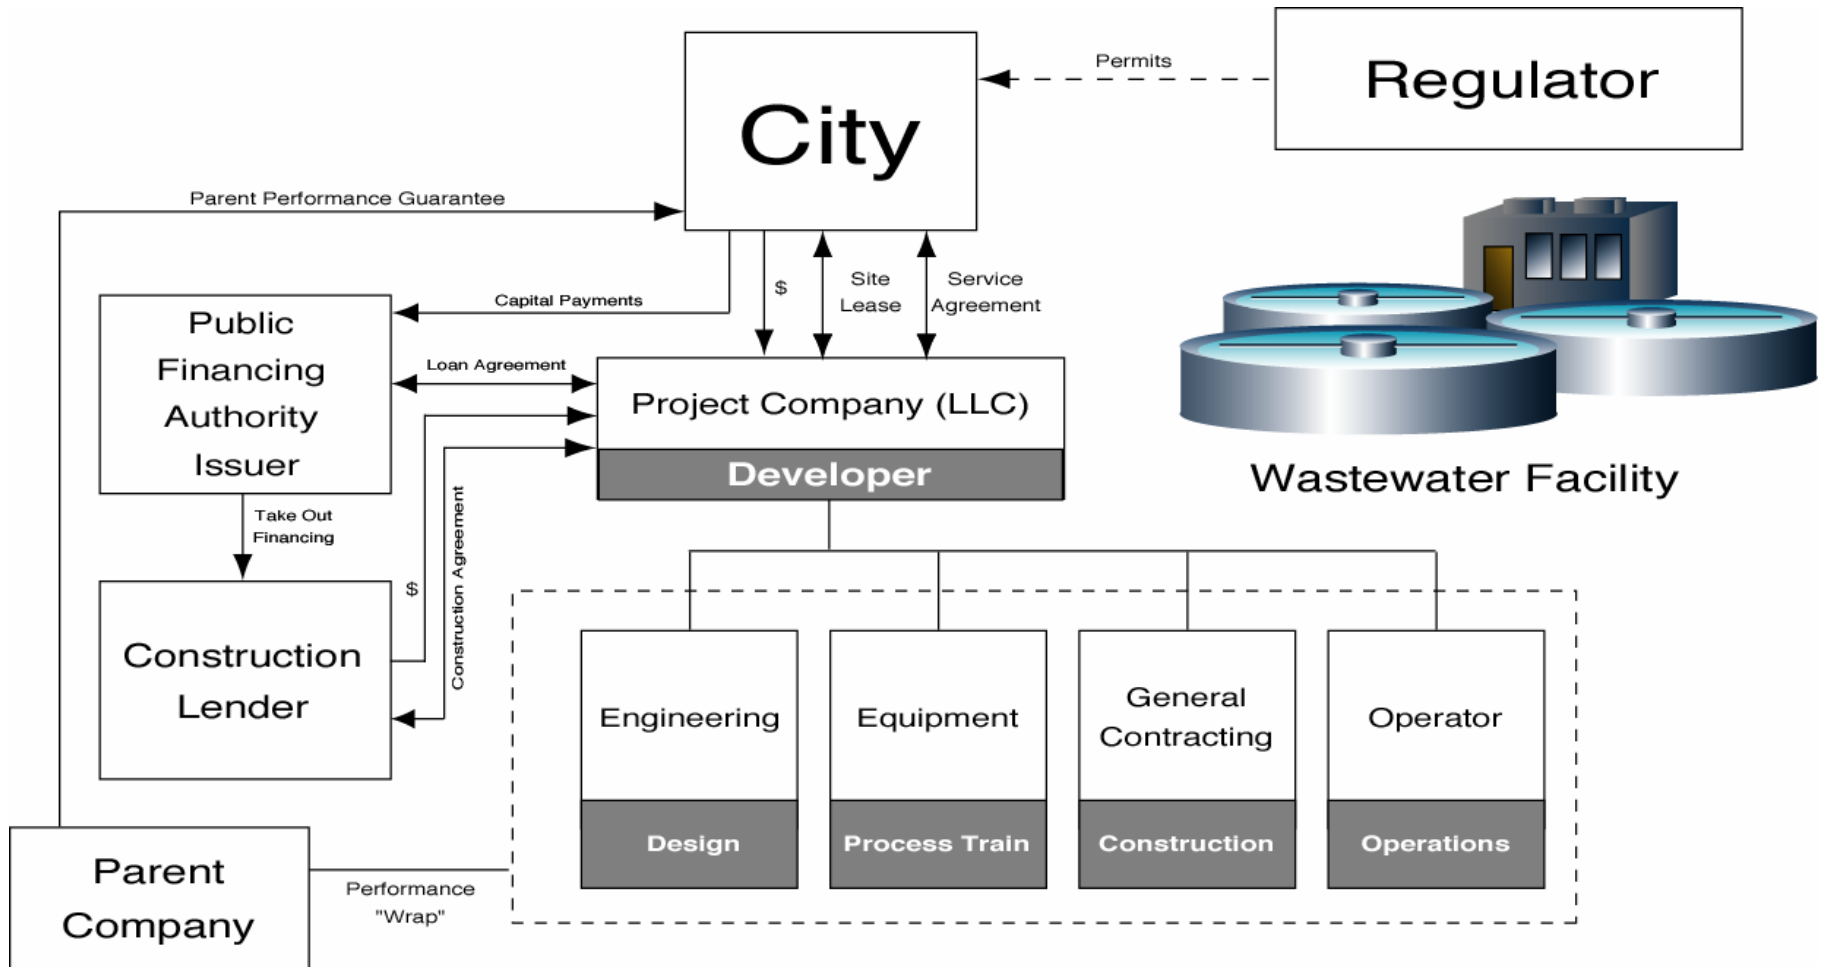 City
Permits
Regulator
Parent Performance Guarantee
Capital Payments
$
Site
Lease
Service
Agreement
Public
Financing
Authority
Issuer
Loan Agreement
Project Company (LLC)
Developer
Wastewater Facility
Take Out
Financing
$
Construction Agreement
Construction
Lender
Engineering
Design
Equipment
Process Train
General
Contracting
Construction
Operator
Operations
Parent
Company
Performance
"Wrap"